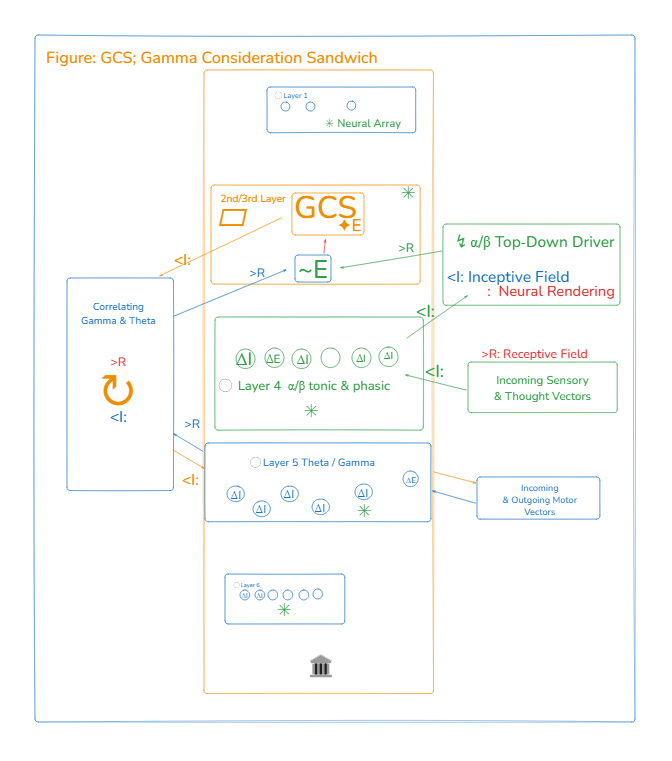 Figure: GCS; Gamma Consideration Sandwich
Layer 1
✳ Neural Array
2nd/3rd Layer
GCS
✦E
✳
~E
<I:
>R
>R
↯ α/β Top-Down Driver
<I: Inceptive Field
: Neural Rendering
Correlating
Gamma & Theta
>R
↻
<I:
<I:
ΔI ΔE ΔI ΔI ΔI
Layer 4 α/β tonic & phasic
✳
<I:
>R: Receptive Field
Incoming Sensory
& Thought Vectors
>R
<I:
Layer 5 Theta / Gamma
ΔI ΔI ΔI ΔI ΔI ΔE
✳
Incoming
& Outgoing Motor
Vectors
Layer 6
ΔI ΔI
✳